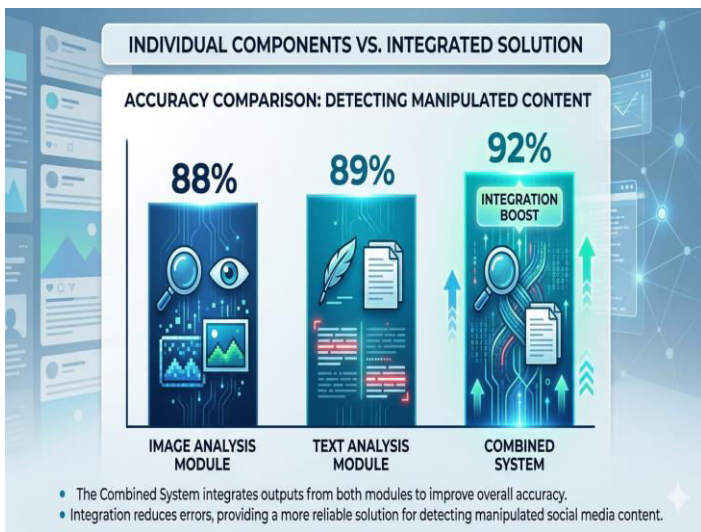 INDIVIDUAL COMPONENTS VS. INTEGRATED SOLUTION
ACCURACY COMPARISON: DETECTING MANIPULATED CONTENT
88%
89%
92%
INTEGRATION
BOOST
IMAGE ANALYSIS
MODULE
TEXT ANALYSIS
MODULE
COMBINED
SYSTEM
• The Combined System integrates outputs from both modules to improve overall accuracy.
• Integration reduces errors, providing a more reliable solution for detecting manipulated social media content.